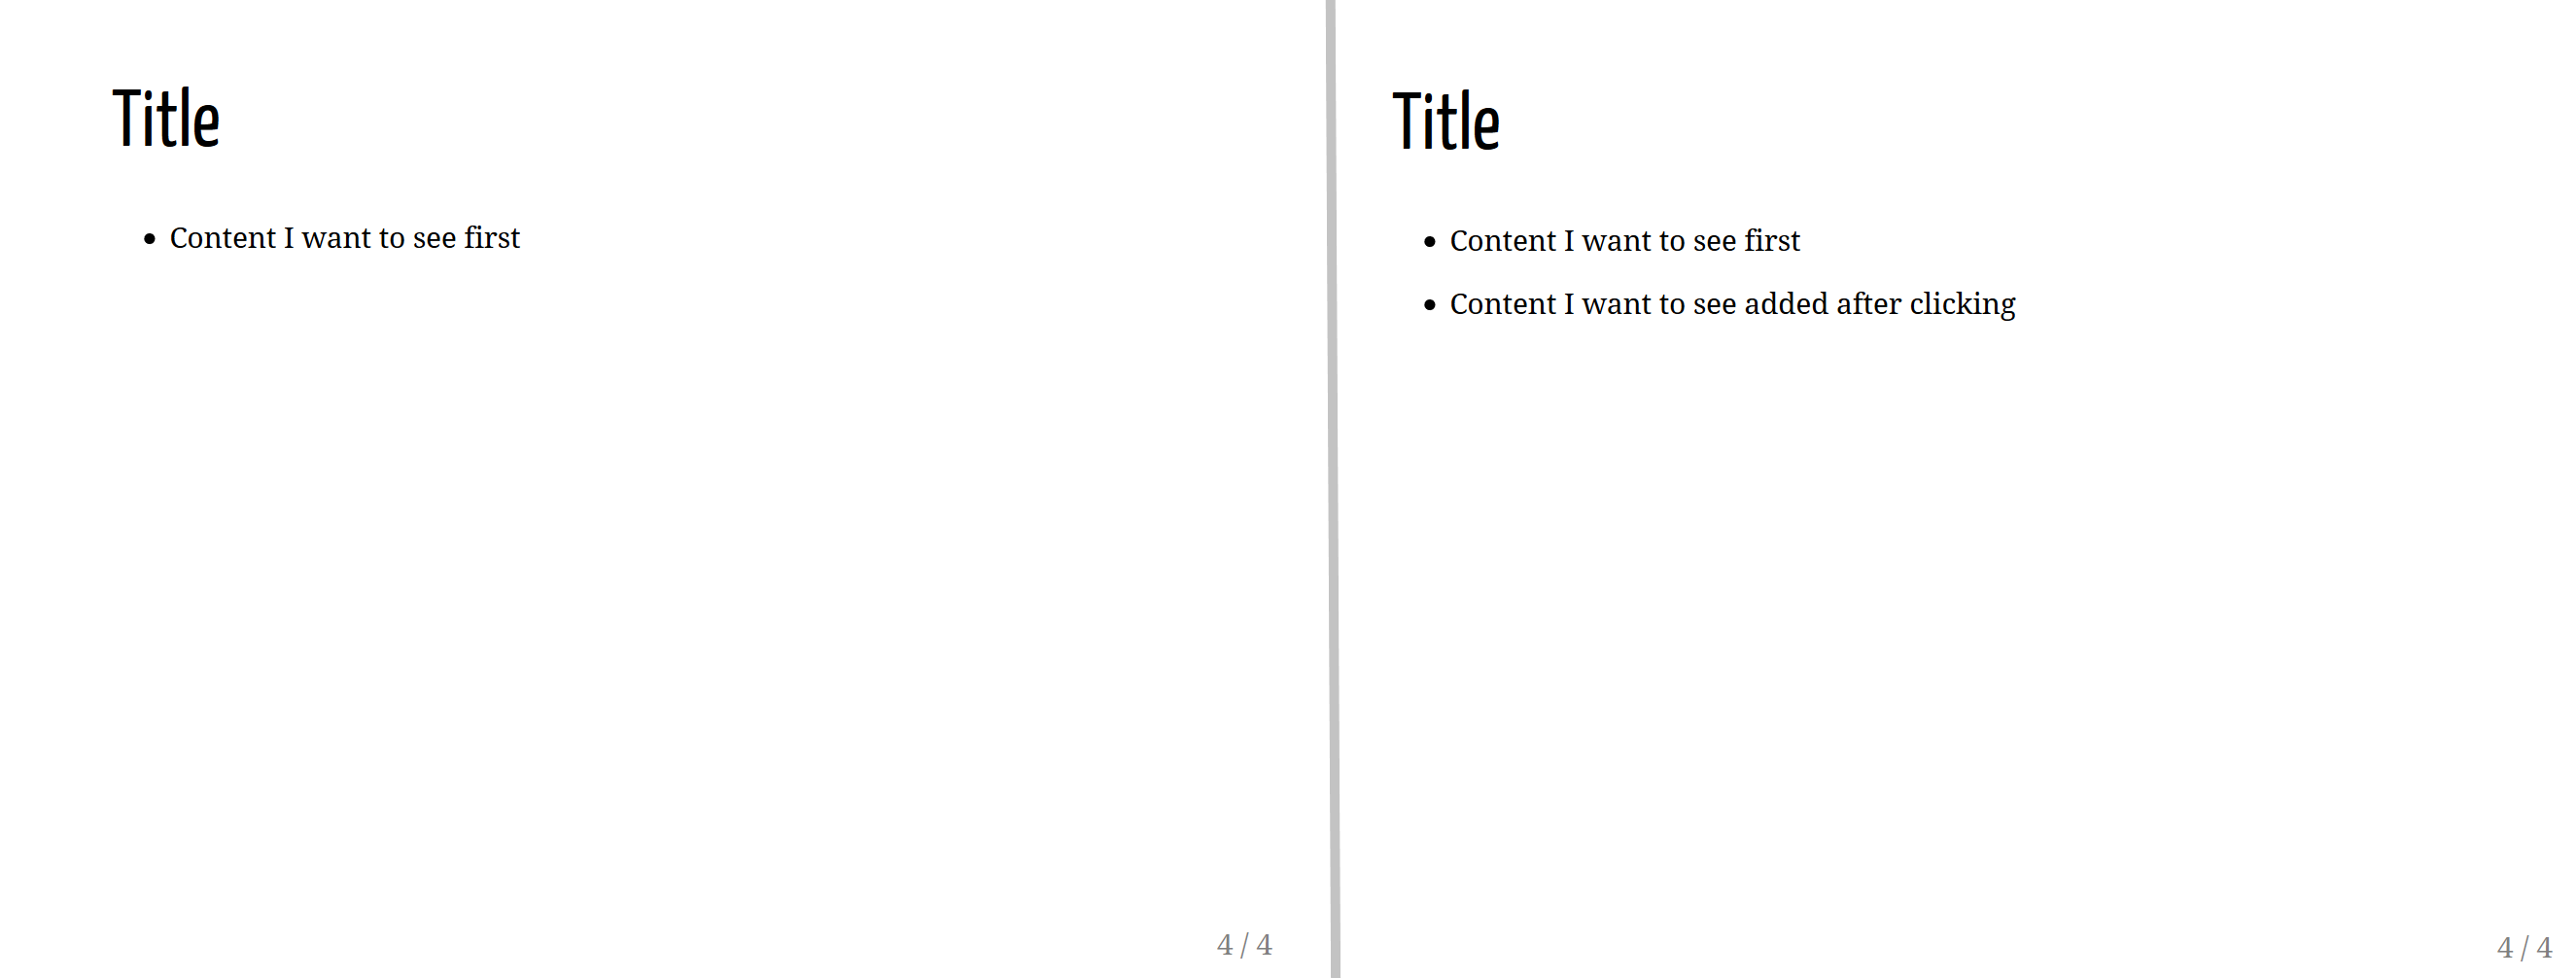 Title
• Content I want to see first
4 / 4
Title
• Content I want to see first
• Content I want to see added after clicking
4 / 4